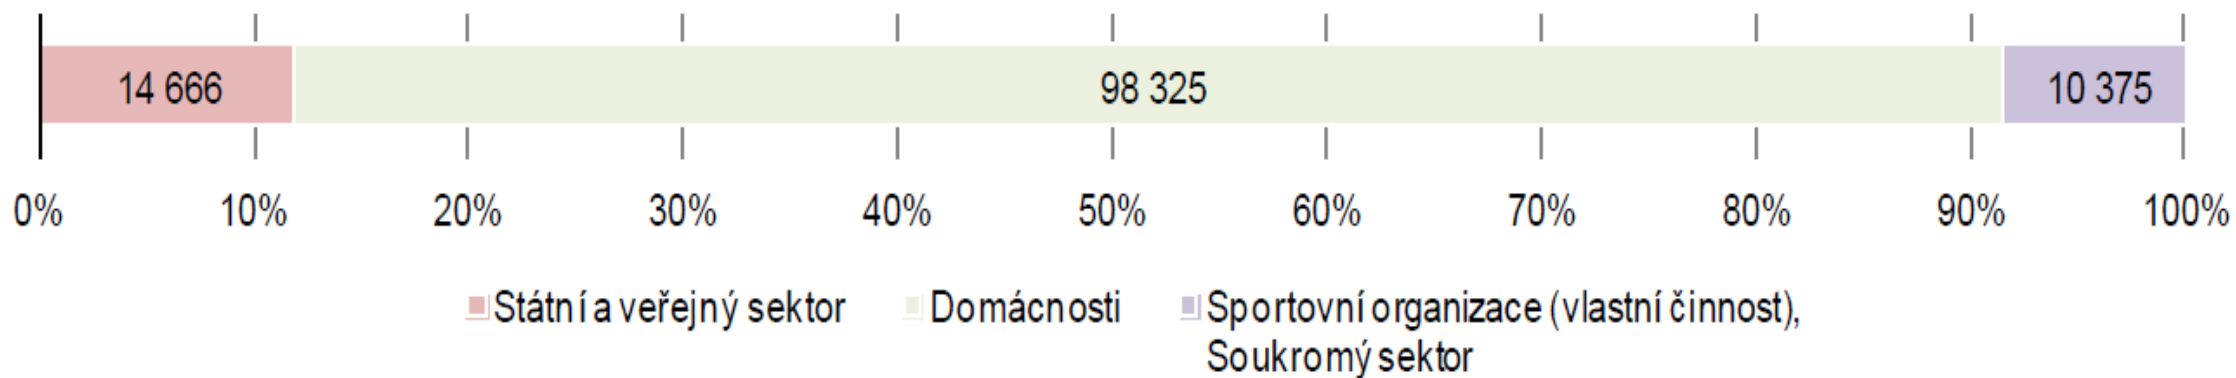 14 666 98 325 10 375
0% 10% 20% 30% 40% 50% 60% 70% 80% 90% 100%
Státní a veřejný sektor Domácnosti Sportovní organizace (vlastní činnost),
Soukromý sektor